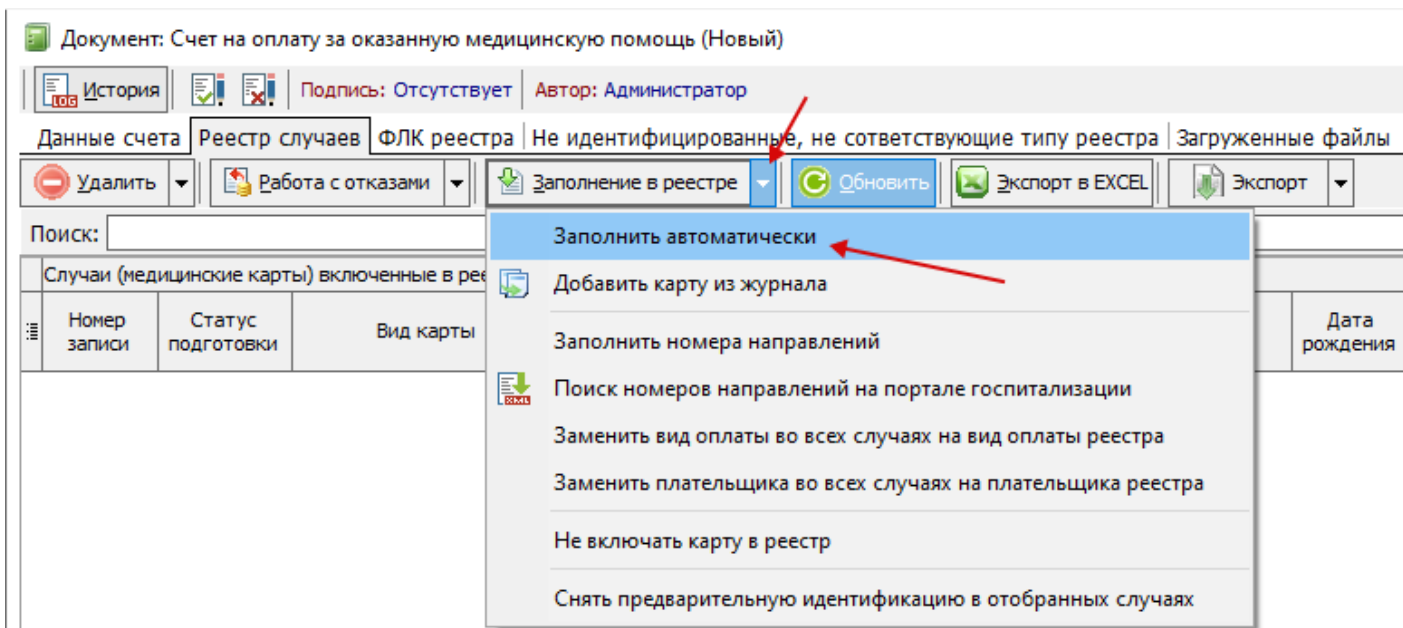 Документ: Счет на оплату за оказанную медицинскую помощь (Новый)
LOG История Подпись: Отсутствует Автор: Администратор
Данные счета Реестр случаев ФЛК реестра Не идентифицированные, не сответствующие типу реестра Загруженные файлы
Удалить Работа с отказами Заполнение в реестре Обновить Экспорт в EXCEL Экспорт
Поиск:
Заполнить автоматически
Случаи (медицинские карты) включенные в рее
Добавить карту из журнала
Номер записи Статус подготовки Вид карты Дата рождения
Заполнить номера направлений
XML Поиск номеров направлений на портале госпитализации
Заменить вид оплаты во всех случаях на вид оплаты реестра
Заменить плательщика во всех случаях на плательщика реестра
Не включать карту в реестр
Снять предварительную идентификацию в отобранных случаях